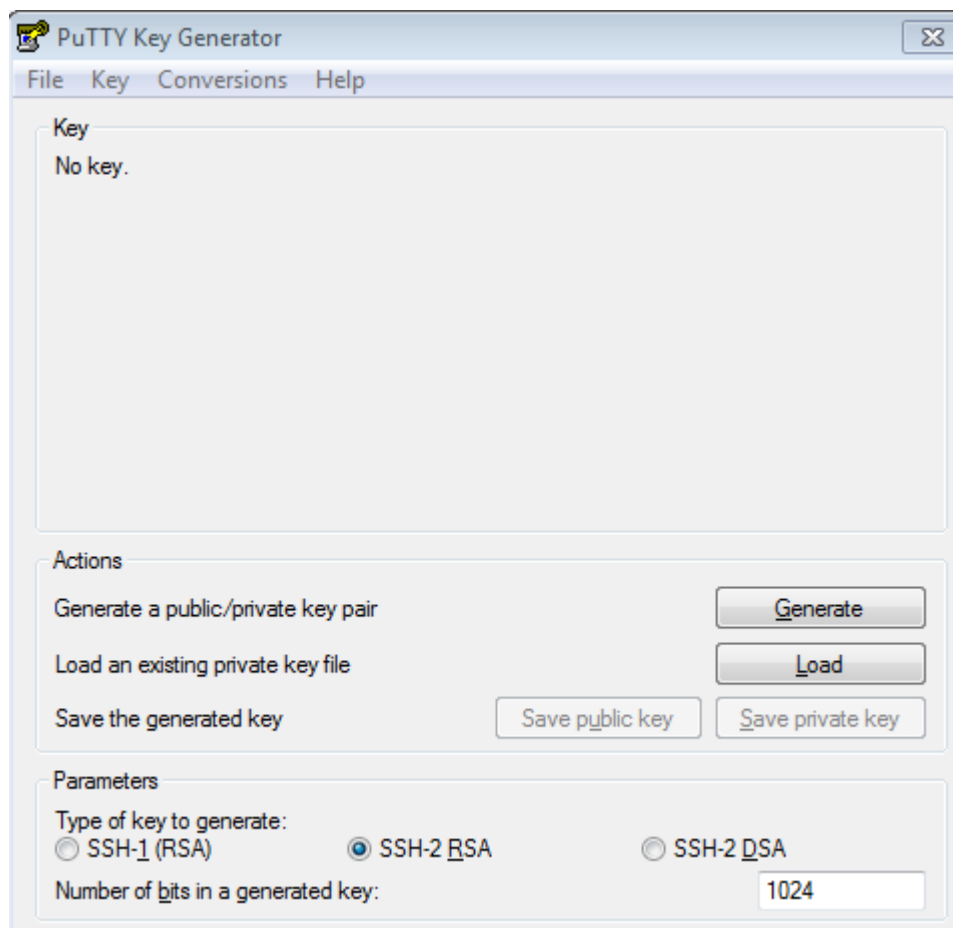 PuTTY Key Generator
File Key Conversions Help
Key
No key.
Actions
Generate a public/private key pair Generate
Load an existing private key file Load
Save the generated key Save public key Save private key
Parameters
Type of key to generate:
SSH-1 (RSA) SSH-2 RSA SSH-2 DSA
Number of bits in a generated key: 1024